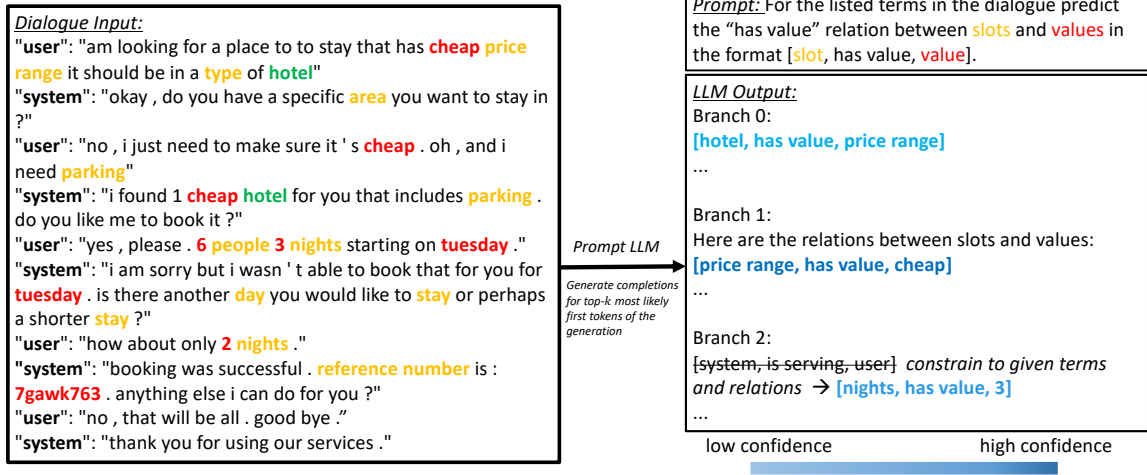 Dialogue Input:
"user": "am looking for a place to to stay that has cheap price
range it should be in a type of hotel"
"system": "okay , do you have a specific area you want to stay in
?"
"user": "no , i just need to make sure it ' s cheap . oh , and i
need parking"
"system": "i found 1 cheap hotel for you that includes parking .
do you like me to book it ?"
"user": "yes , please . 6 people 3 nights starting on tuesday ."
"system": "i am sorry but i wasn ' t able to book that for you for
tuesday . is there another day you would like to stay or perhaps
a shorter stay ?"
"user": "how about only 2 nights ."
"system": "booking was successful . reference number is :
7gawk763 . anything else i can do for you ?"
"user": "no , that will be all . good bye .”
"system": "thank you for using our services ."
Prompt LLM
Generate completions
for top-k most likely
first tokens of the
generation
Prompt: For the listed terms in the dialogue predict
the “has value” relation between slots and values in
the format [slot, has value, value].
LLM Output:
Branch 0:
[hotel, has value, price range]
...
Branch 1:
Here are the relations between slots and values:
[price range, has value, cheap]
...
Branch 2:
[system, is serving, user] constrain to given terms
and relations → [nights, has value, 3]
...
low confidence high confidence